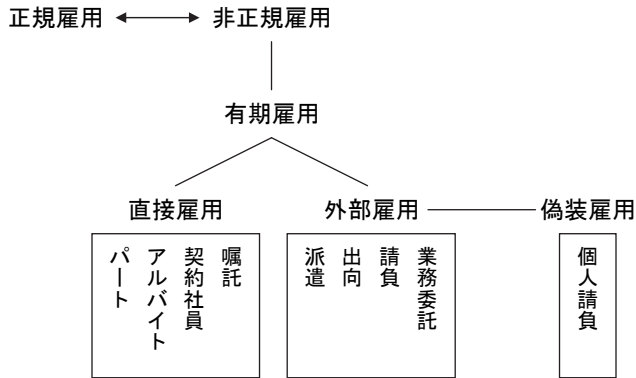 正規雇用 非正規雇用
有期雇用
直接雇用 外部雇用 偽装雇用
パート
アルバイト
契約社員
嘱託
派遣
出向
請負
業務委託
個人請負